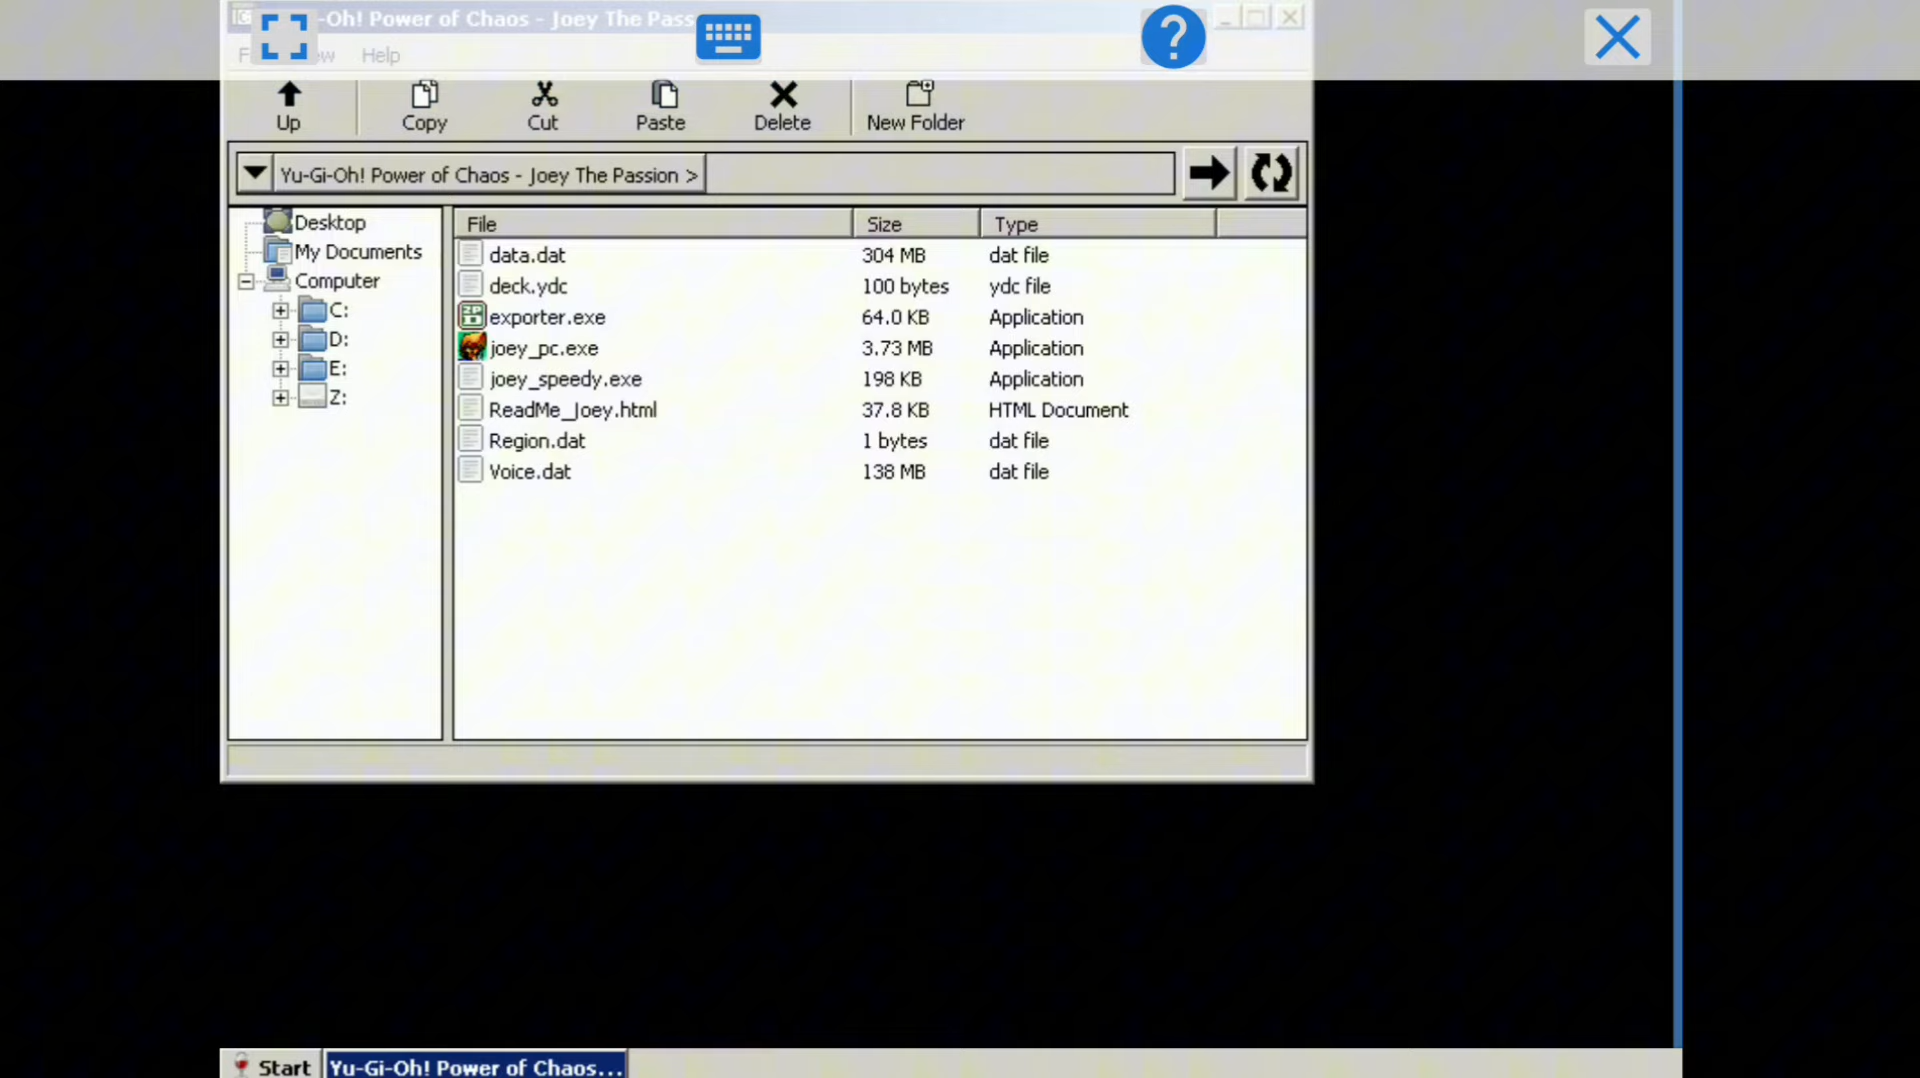 -Oh! Power of Chaos - Joey The Pass
Help
Up
Copy
Cut
Paste
Delete
New Folder
Yu-Gi-Oh! Power of Chaos - Joey The Passion >
Desktop
My Documents
Computer
C:
D:
E:
Z:
File Size Type
data.dat 304 MB dat file
deck.ydc 100 bytes ydc file
exporter.exe 64.0 KB Application
joey_pc.exe 3.73 MB Application
joey_speedy.exe 198 KB Application
ReadMe_Joey.html 37.8 KB HTML Document
Region.dat 1 bytes dat file
Voice.dat 138 MB dat file
Start
Yu-Gi-Oh! Power of Chaos...